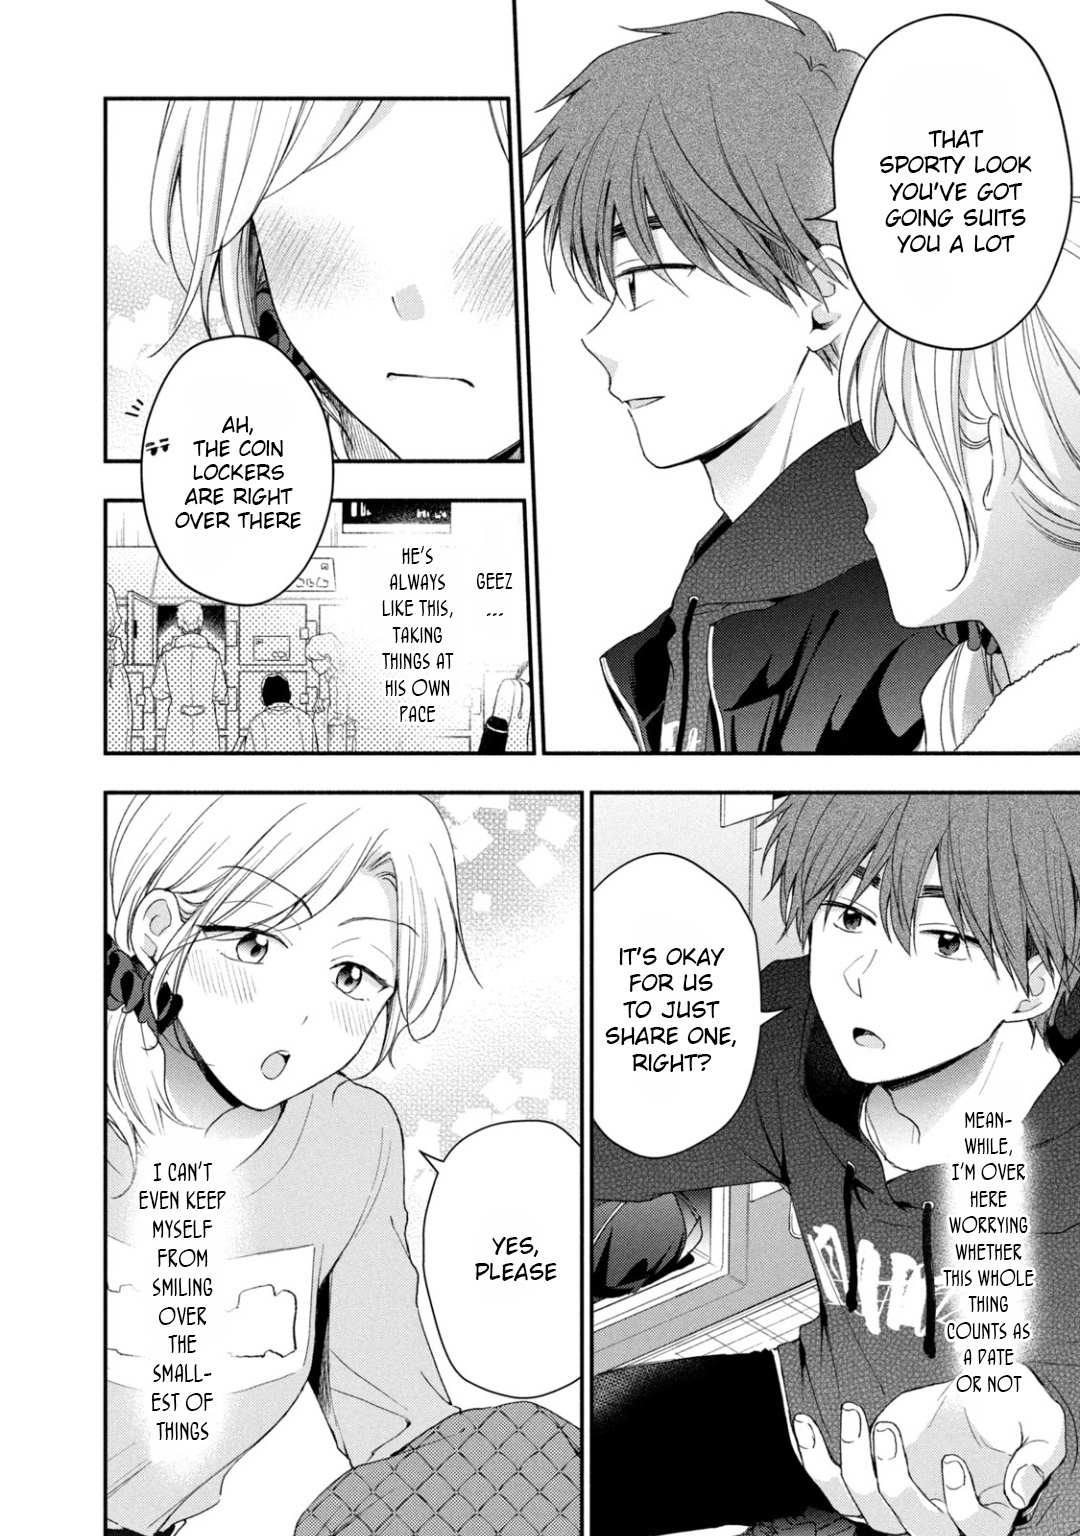 THAT
SPORTY LOOK
YOU'VE GOT
GOING SUITS
YOU A LOT
AH,
THE COIN
LOCKERS
ARE RIGHT
OVER THERE
GEEZ
...
HE'S
ALWAYS
LIKE THIS,
TAKING
THINGS AT
HIS OWN
PACE
IT'S OKAY
FOR US
TO JUST
SHARE ONE,
RIGHT?
MEAN-
WHILE,
I'M OVER
HERE
WORRYING
WHETHER
THIS WHOLE
THING
COUNTS AS
A DATE
OR NOT
YES,
PLEASE
I CAN'T
EVEN KEEP
MYSELF
FROM
SMILING
OVER
THE
SMALL-
EST OF
THINGS